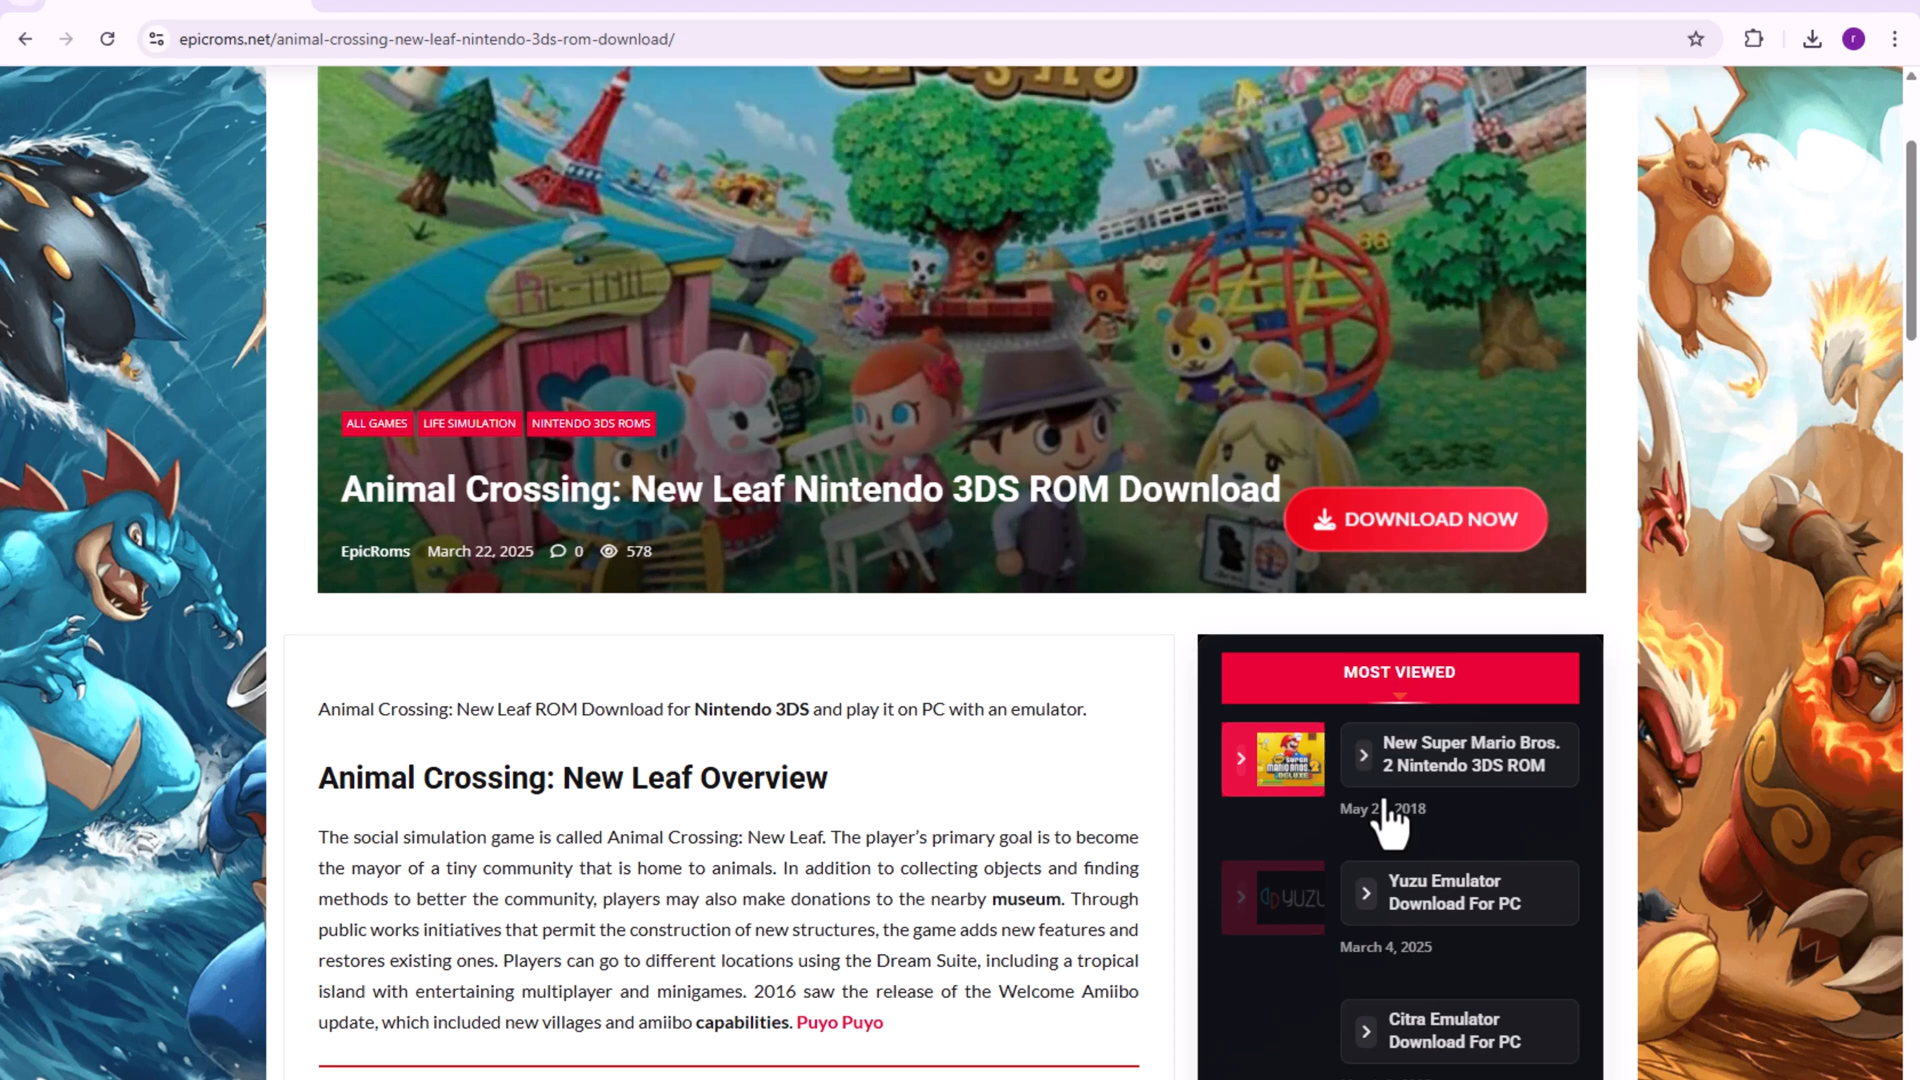 epicroms.net/animal-crossing-new-leaf-nintendo-3ds-rom-download/
r
RE-TAIL
ALL GAMES LIFE SIMULATION NINTENDO 3DS ROMS
Animal Crossing: New Leaf Nintendo 3DS ROM Download
DOWNLOAD NOW
EpicRoms March 22, 2025 0 578
Animal Crossing: New Leaf ROM Download for Nintendo 3DS and play it on PC with an emulator.
Animal Crossing: New Leaf Overview
The social simulation game is called Animal Crossing: New Leaf. The player’s primary goal is to become
the mayor of a tiny community that is home to animals. In addition to collecting objects and finding
methods to better the community, players may also make donations to the nearby museum. Through
public works initiatives that permit the construction of new structures, the game adds new features and
restores existing ones. Players can go to different locations using the Dream Suite, including a tropical
island with entertaining multiplayer and minigames. 2016 saw the release of the Welcome Amiibo
update, which included new villages and amiibo capabilities. Puyo Puyo
MOST VIEWED
New Super Mario Bros.
2 Nintendo 3DS ROM
May 2 2018
YUZU
Yuzu Emulator
Download For PC
March 4, 2025
Citra Emulator
Download For PC